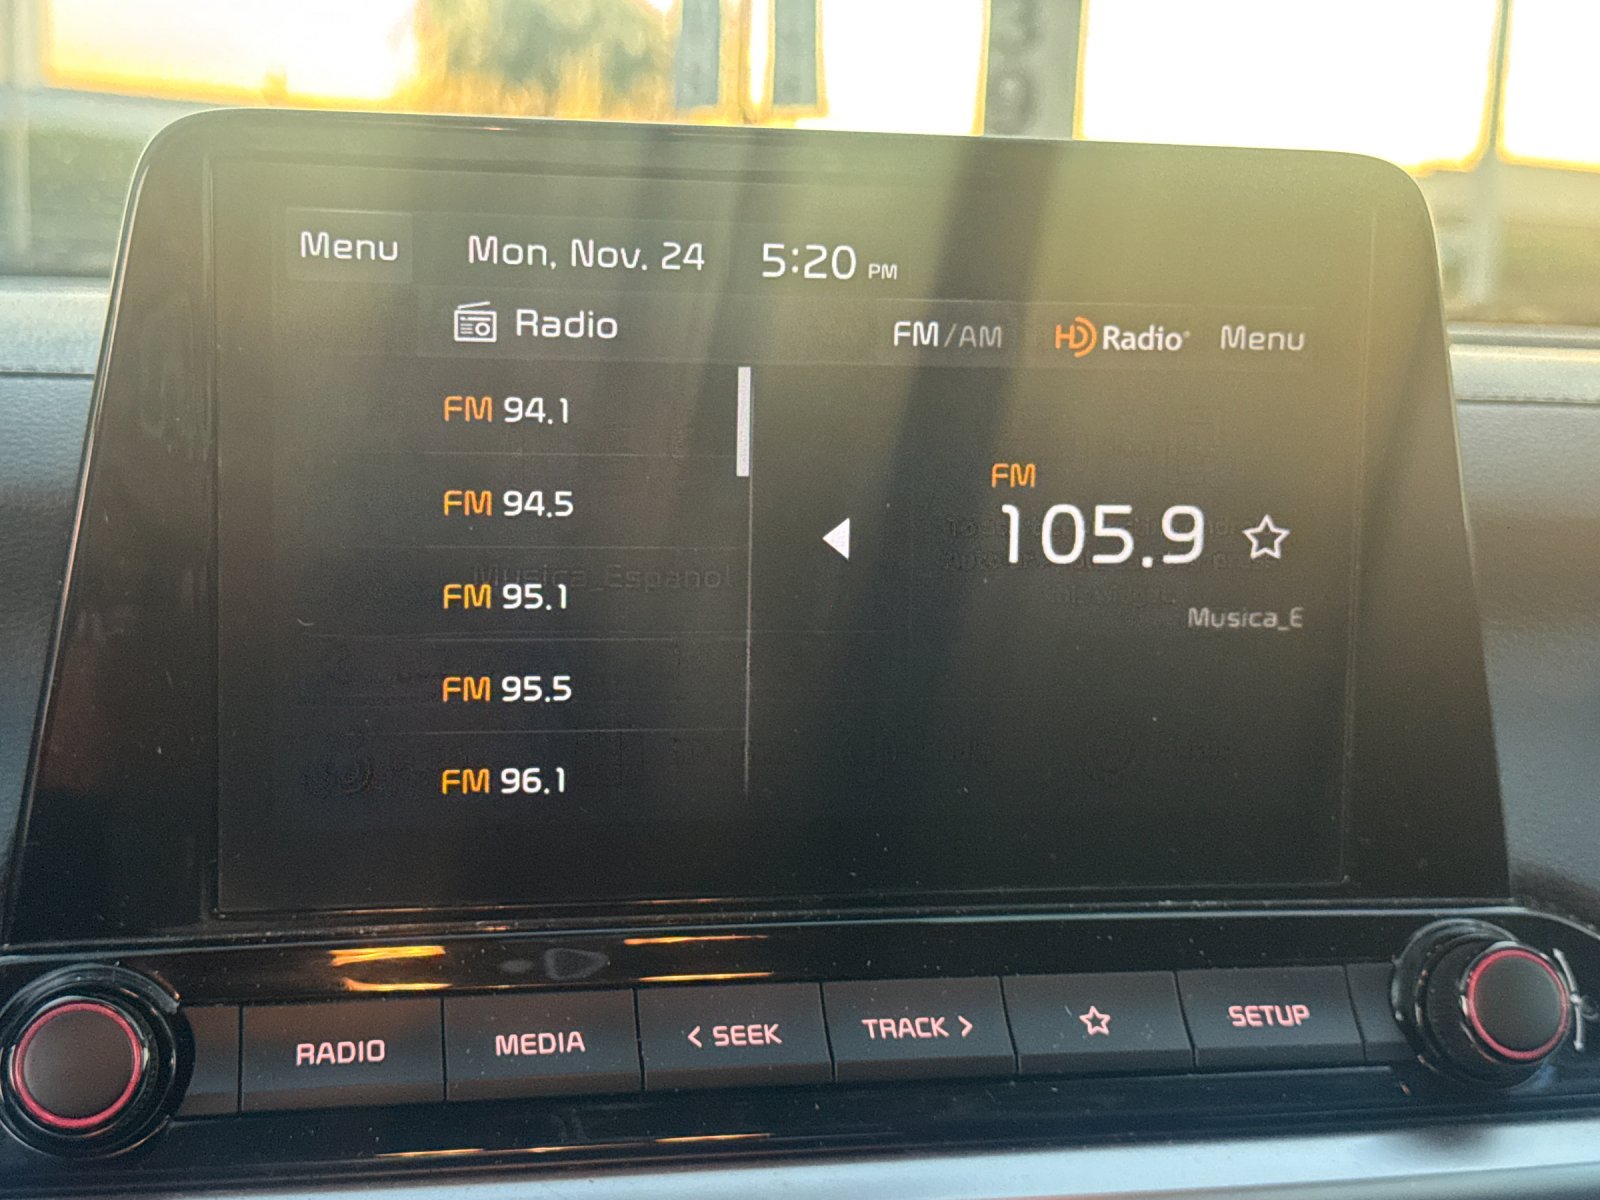 Menu Mon, Nov. 24 5:20 PM
Radio FM/AM HD Radio® Menu
FM 94.1
FM 94.5
FM 95.1
FM 95.5
FM 96.1
FM
105.9
Musica_E
Musica_Espanol
RADIO MEDIA < SEEK TRACK > SETUP